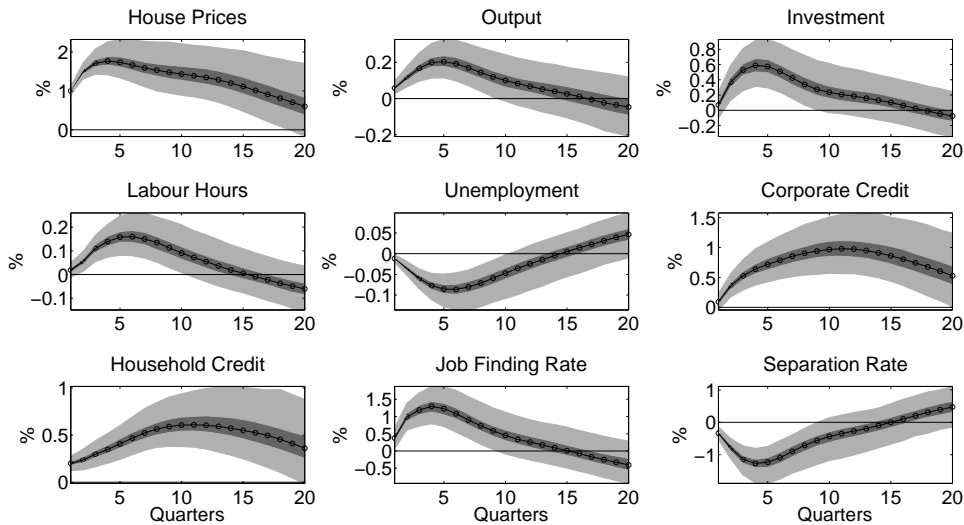 House Prices
Output
Investment
%
2
1
0
5 10 15 20
%
0.2
0
−0.2
5 10 15 20
%
0.8
0.6
0.4
0.2
0
−0.2
5 10 15 20
Labour Hours
Unemployment
Corporate Credit
%
0.2
0.1
0
−0.1
5 10 15 20
%
0.05
0
−0.05
−0.1
5 10 15 20
%
1.5
1
0.5
0
5 10 15 20
Household Credit
Job Finding Rate
Separation Rate
%
1
0.5
0
5 10 15 20
Quarters
%
1.5
1
0.5
0
−0.5
5 10 15 20
Quarters
%
1
0
−1
5 10 15 20
Quarters